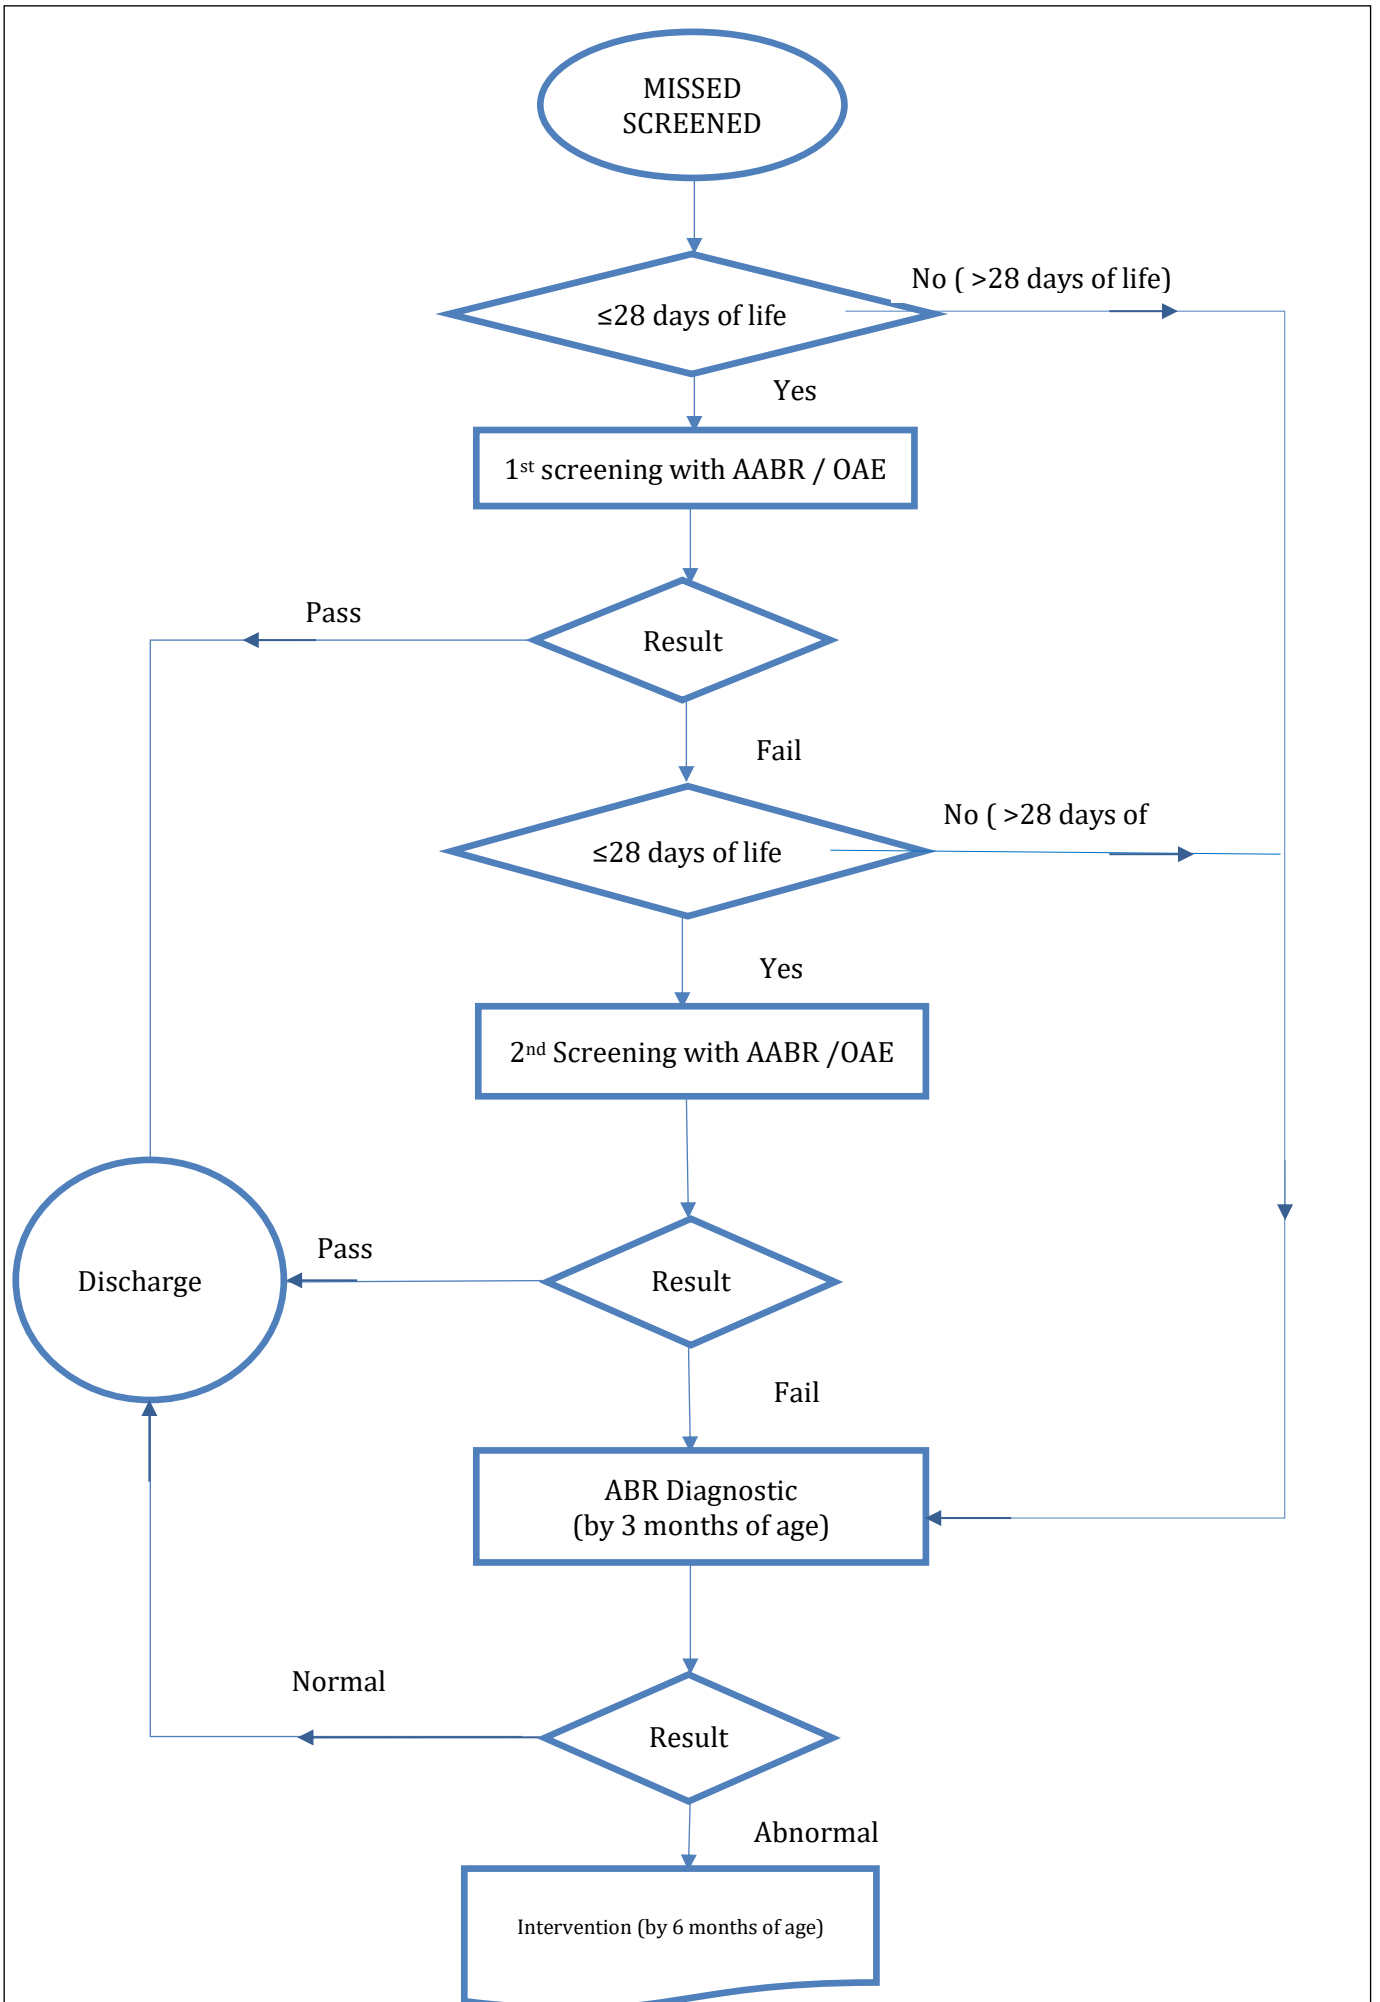 MISSED
SCREENED
No ( >28 days of life)
≤28 days of life
Yes
1st screening with AABR / OAE
Pass
Result
Fail
No ( >28 days of
≤28 days of life
Yes
2nd Screening with AABR /OAE
Pass
Discharge
Result
Fail
ABR Diagnostic
(by 3 months of age)
Normal
Result
Abnormal
Intervention (by 6 months of age)